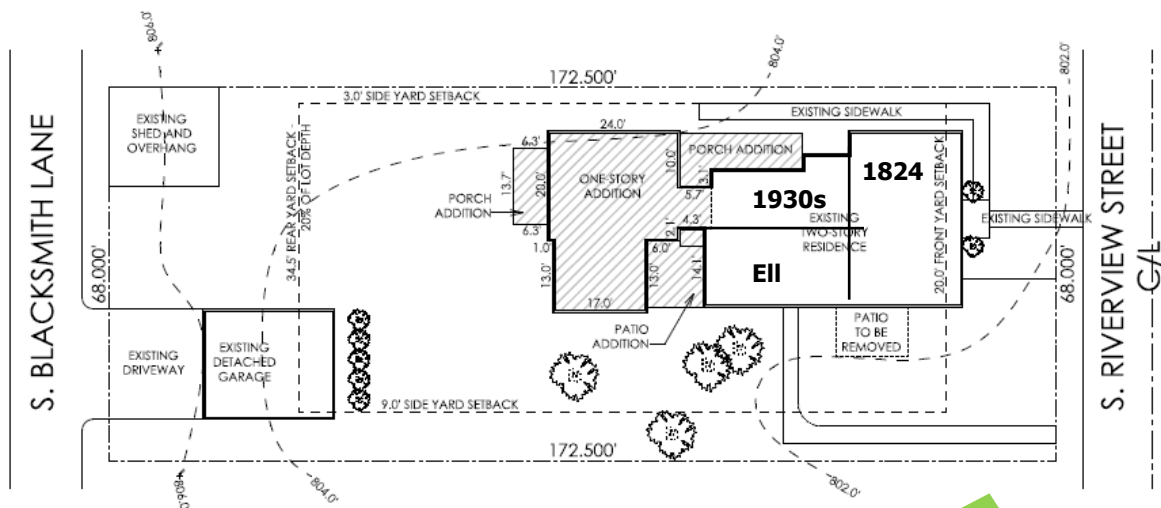 806.0'
804.0'
802.0'
172.500'
3.0' SIDE YARD SETBACK
EXISTING SIDEWALK
EXISTING
SHED AND
OVERHANG
34.5' REAR YARD SETBACK -
20% OF LOT DEPTH
24.0'
6.3'
13.7'
20.0'
10.0'
PORCH ADDITION
3.1'
5.7'
ONE-STORY
ADDITION
PORCH
ADDITION
6.3'
1.0'
13.0'
17.0'
6.0'
13.0'
4.3'
2.1'
14.1'
1824
1930s
EXISTING
TWO-STORY
RESIDENCE
Ell
20.0' FRONT YARD SETBACK
EXISTING SIDEWALK
PATIO
TO BE
REMOVED
PATIO
ADDITION
S. BLACKSMITH LANE
68.000'
68.000'
S. RIVERVIEW STREET
C/L
EXISTING
DRIVEWAY
EXISTING
DETACHED
GARAGE
9.0' SIDE YARD SETBACK
172.500'
806.0'
804.0'
802.0'